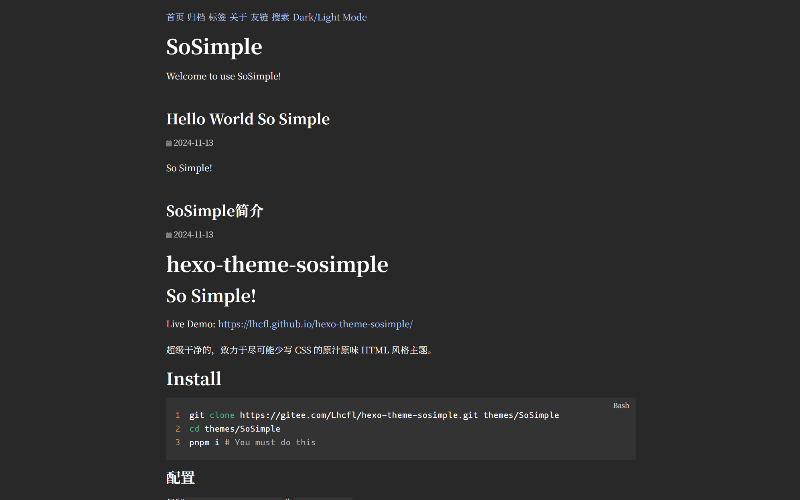 首页 归档 标签 关于 友链 搜索 Dark/Light Mode
SoSimple
Welcome to use SoSimple!
Hello World So Simple
2024-11-13
So Simple!
SoSimple简介
2024-11-13
hexo-theme-sosimple
So Simple!
Live Demo: https://lhcfl.github.io/hexo-theme-sosimple/
超级干净的，致力于尽可能少写 CSS 的原汁原味 HTML 风格主题。
Install
Bash
1 git clone https://gitee.com/Lhcfl/hexo-theme-sosimple.git themes/SoSimple
2 cd themes/SoSimple
3 pnpm i # You must do this
配置